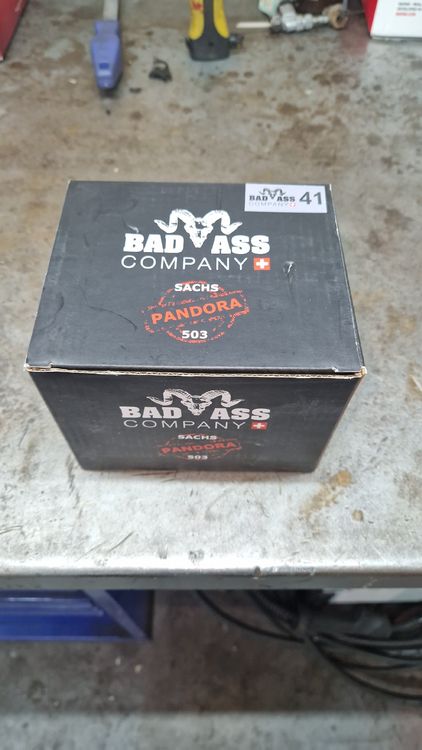 BAD ASS
COMPANY
41
BAD ASS
COMPANY
SACHS
PANDORA
503
BAD ASS
COMPANY
SACHS
PANDORA
503